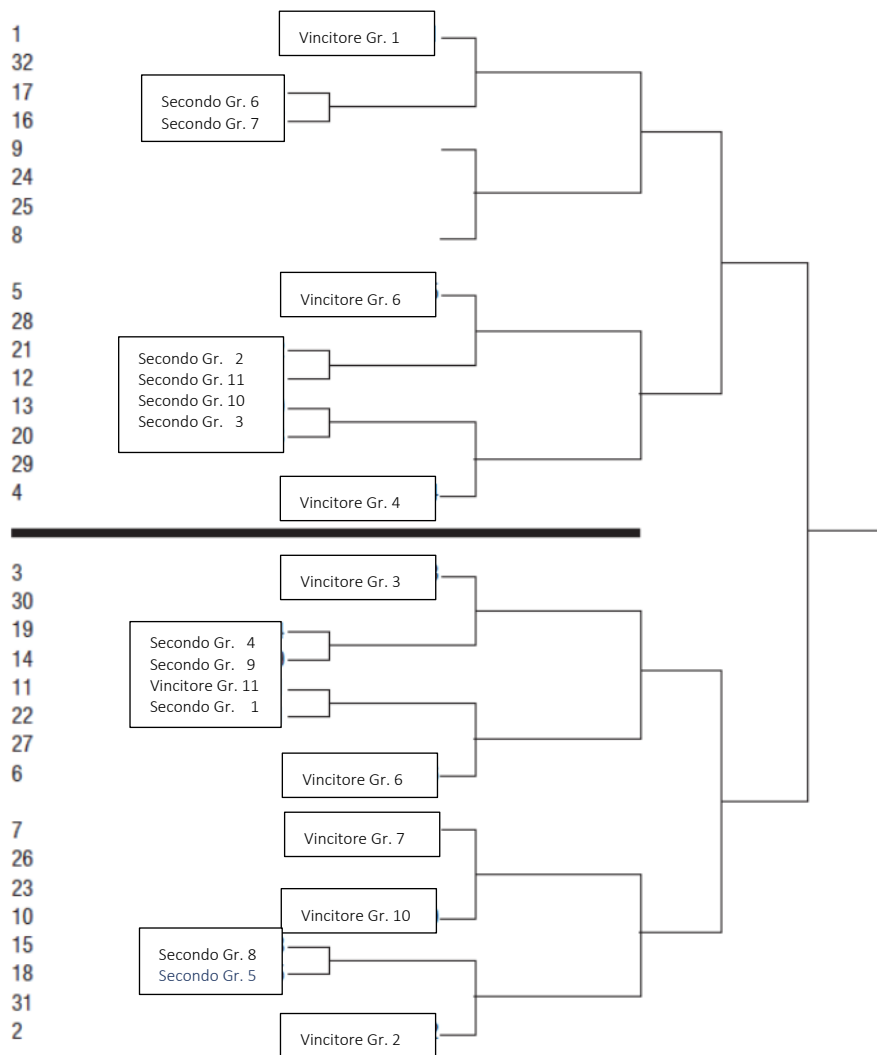 1
Vincitore Gr. 1
32
17
Secondo Gr. 6
16
Secondo Gr. 7
9
24
25
8
5
Vincitore Gr. 6
28
21
Secondo Gr. 2
12
Secondo Gr. 11
13
Secondo Gr. 10
20
Secondo Gr. 3
29
4
Vincitore Gr. 4
3
Vincitore Gr. 3
30
19
Secondo Gr. 4
14
Secondo Gr. 9
11
Vincitore Gr. 11
22
Secondo Gr. 1
27
6
Vincitore Gr. 6
7
Vincitore Gr. 7
26
23
10
Vincitore Gr. 10
15
Secondo Gr. 8
18
Secondo Gr. 5
31
2
Vincitore Gr. 2